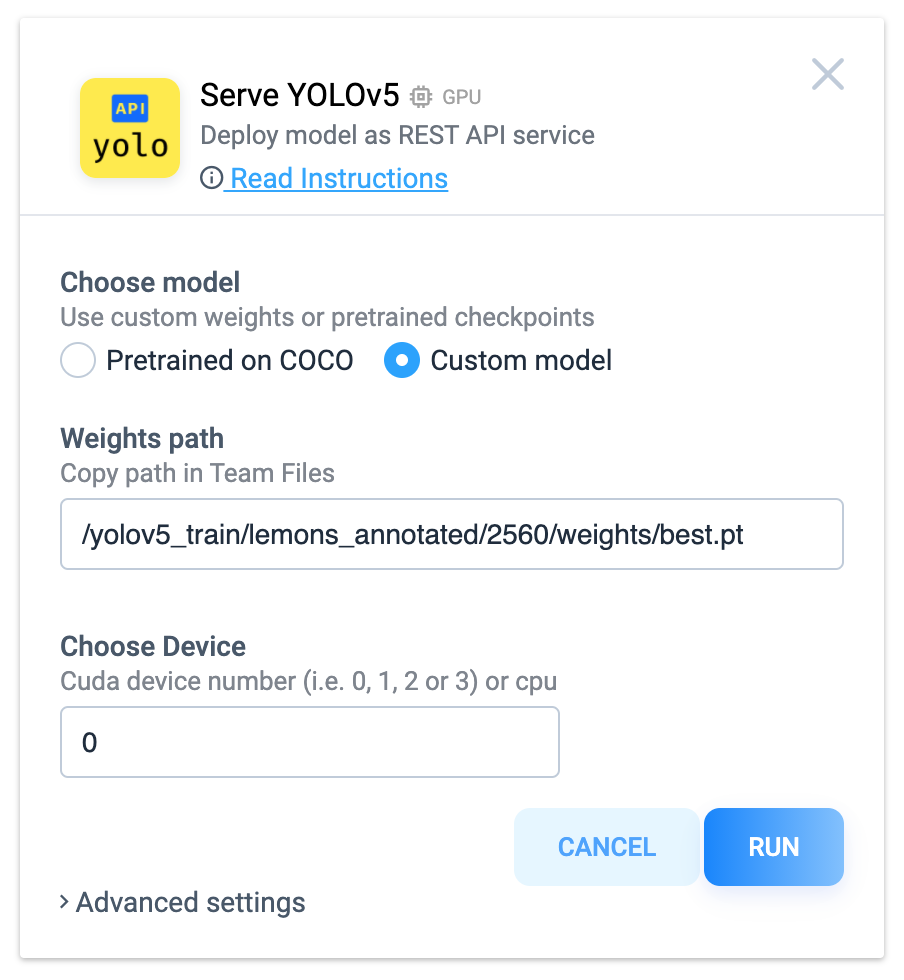 API
yolo
Serve YOLOv5 GPU
Deploy model as REST API service
Read Instructions
Choose model
Use custom weights or pretrained checkpoints
Pretrained on COCO Custom model
Weights path
Copy path in Team Files
/yolov5_train/lemons_annotated/2560/weights/best.pt
Choose Device
Cuda device number (i.e. 0, 1, 2 or 3) or cpu
0
CANCEL RUN
Advanced settings